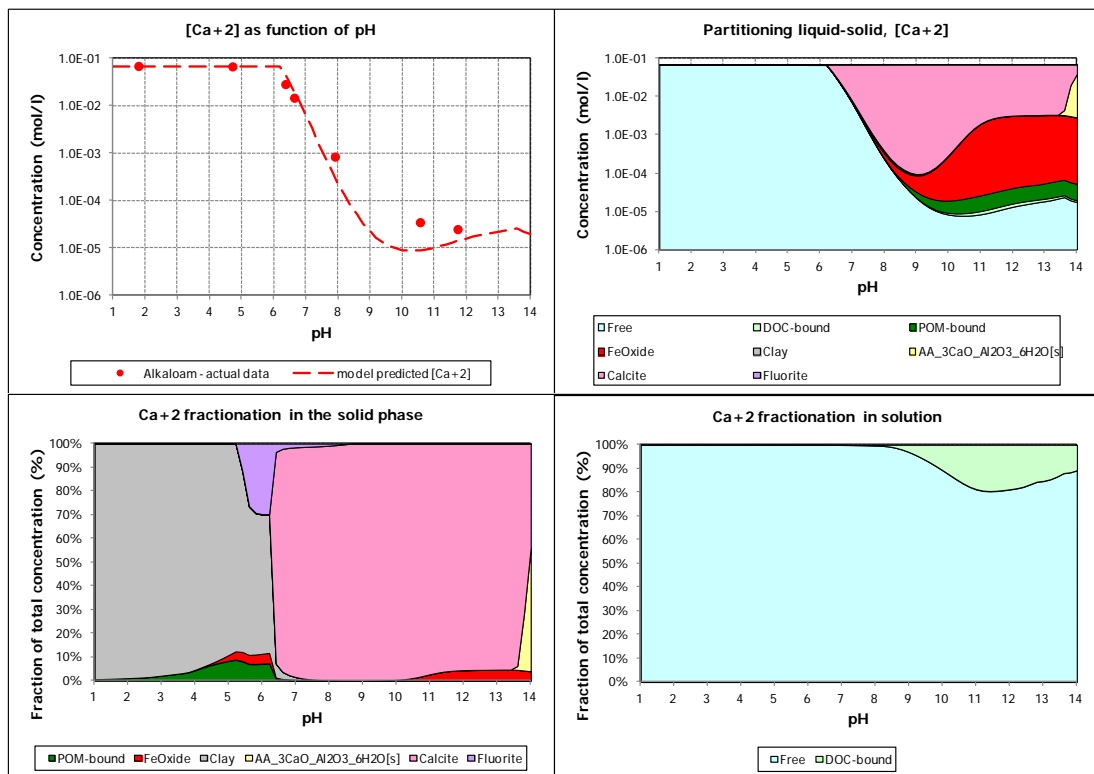 [Ca+2] as function of pH
Concentration (mol/l)
1.0E-01
1.0E-02
1.0E-03
1.0E-04
1.0E-05
1.0E-06
1 2 3 4 5 6 7 8 9 10 11 12 13 14
pH
Alkaloam - actual data model predicted [Ca+2]
Partitioning liquid-solid, [Ca+2]
Concentration (mol/l)
1.0E-01
1.0E-02
1.0E-03
1.0E-04
1.0E-05
1.0E-06
1 2 3 4 5 6 7 8 9 10 11 12 13 14
pH
Free DOC-bound POM-bound
FeOxide Clay AA_3CaO_Al2O3_6H2O[s]
Calcite Fluorite
Ca+2 fractionation in the solid phase
Fraction of total concentration (%)
100%
90%
80%
70%
60%
50%
40%
30%
20%
10%
0%
1 2 3 4 5 6 7 8 9 10 11 12 13 14
pH
POM-bound FeOxide Clay AA_3CaO_Al2O3_6H2O[s] Calcite Fluorite
Ca+2 fractionation in solution
Fraction of total concentration (%)
100%
90%
80%
70%
60%
50%
40%
30%
20%
10%
0%
1 2 3 4 5 6 7 8 9 10 11 12 13 14
pH
Free DOC-bound